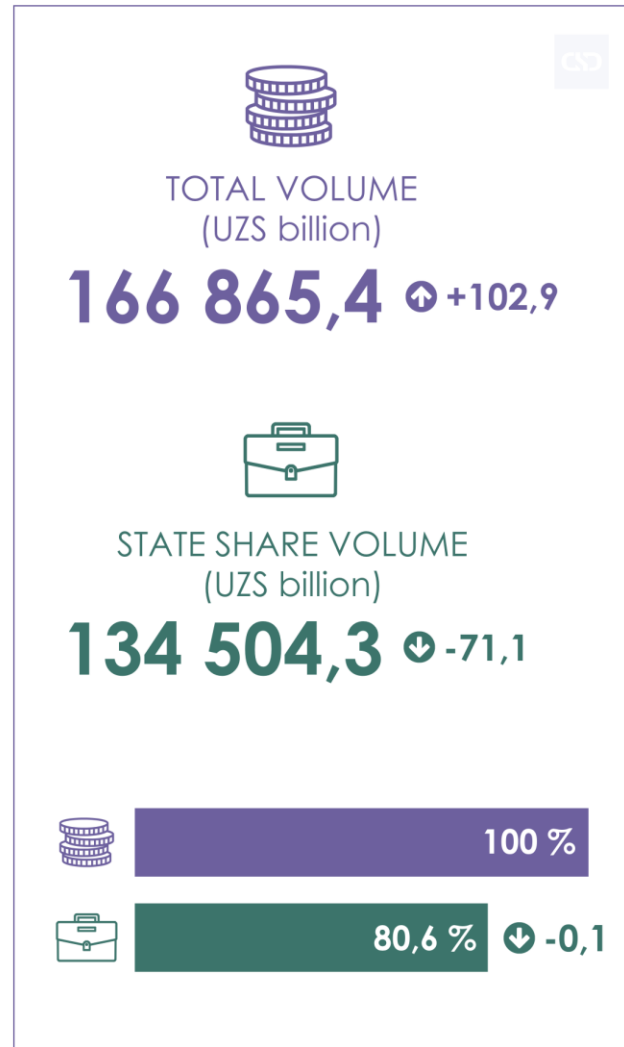 CSD
TOTAL VOLUME
(UZS billion)
166 865,4 +102,9
STATE SHARE VOLUME
(UZS billion)
134 504,3 -71,1
100 %
80,6 % -0,1